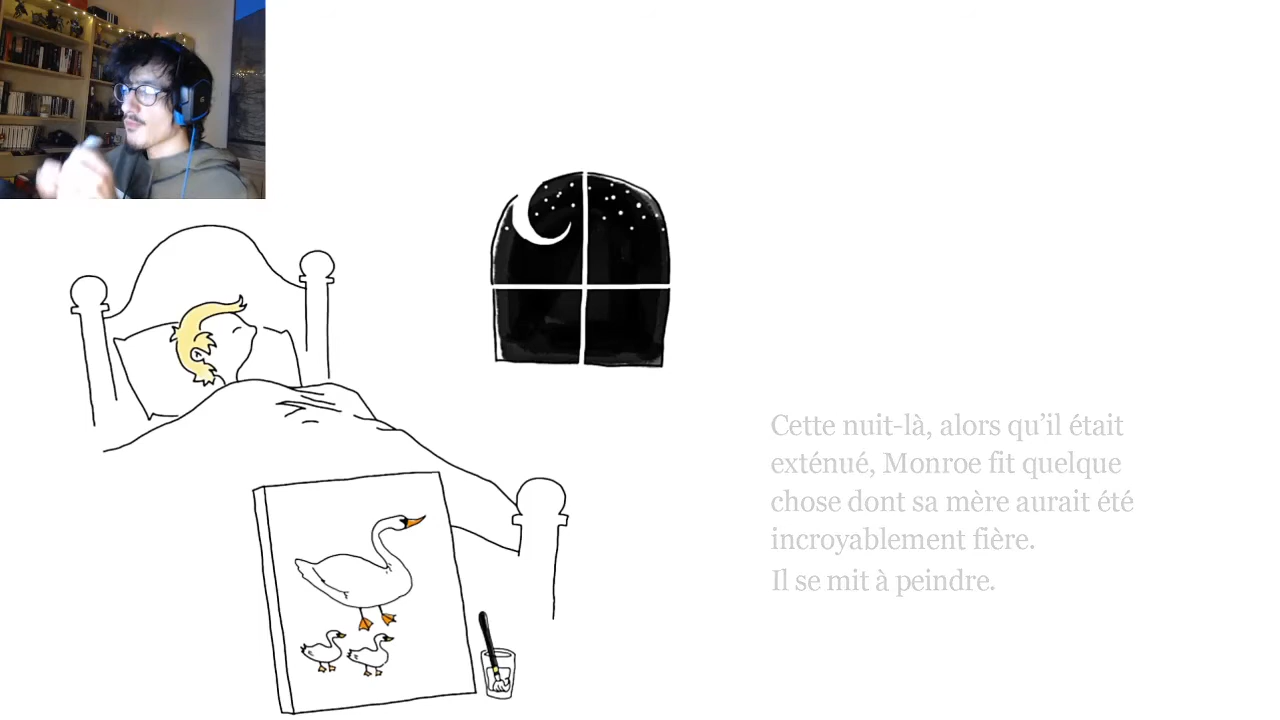 Cette nuit-là, alors qu’il était
exténué, Monroe fit quelque
chose dont sa mère aurait été
incroyablement fière.
Il se mit à peindre.